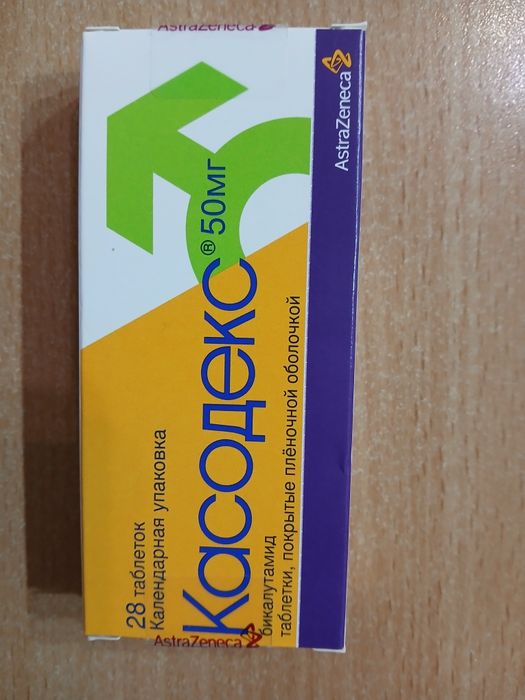 28 таблеток
Календарная упаковка
Касодекс® 50мг
бикалутамид
таблетки, покрытые плёночной оболочкой
AstraZeneca
AstraZeneca
AstraZeneca